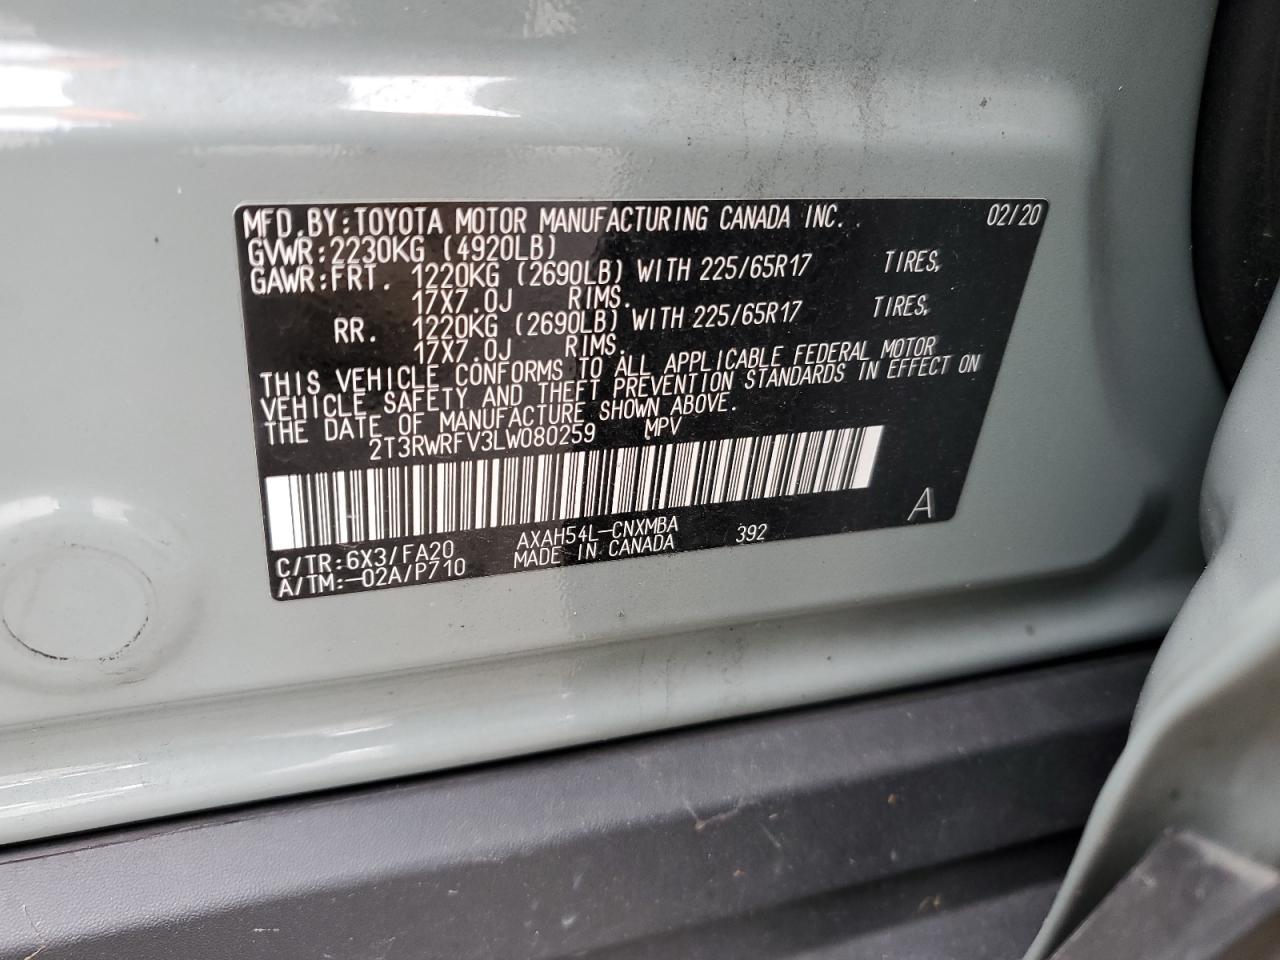 MFD.BY:TOYOTA MOTOR MANUFACTURING CANADA INC. 02/20
GVWR:2230KG (4920LB)
GAWR:FRT. 1220KG (2690LB) WITH 225/65R17 TIRES,
17X7.0J RIMS.
RR. 1220KG (2690LB) WITH 225/65R17 TIRES,
17X7.0J RIMS.
THIS VEHICLE CONFORMS TO ALL APPLICABLE FEDERAL MOTOR
VEHICLE SAFETY AND THEFT PREVENTION STANDARDS IN EFFECT ON
THE DATE OF MANUFACTURE SHOWN ABOVE.
2T3RWRFV3LW080259 MPV
A
C/TR:6X3/FA20 AXAH54L-CNXMBA 392
A/TM:-02A/P710 MADE IN CANADA